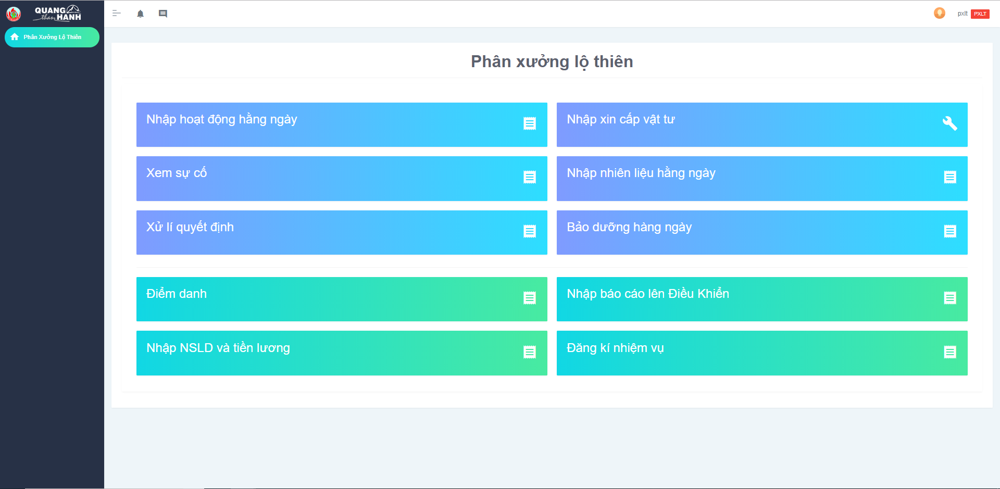 QUANG
than HANH
pxlt PXLT
Phân Xưởng Lộ Thiên
Phân xưởng lộ thiên
Nhập hoạt động hằng ngày
Nhập xin cấp vật tư
Xem sự cố
Nhập nhiên liệu hằng ngày
Xử lí quyết định
Bảo dưỡng hàng ngày
Điểm danh
Nhập báo cáo lên Điều Khiển
Nhập NSLD và tiền lương
Đăng kí nhiệm vụ